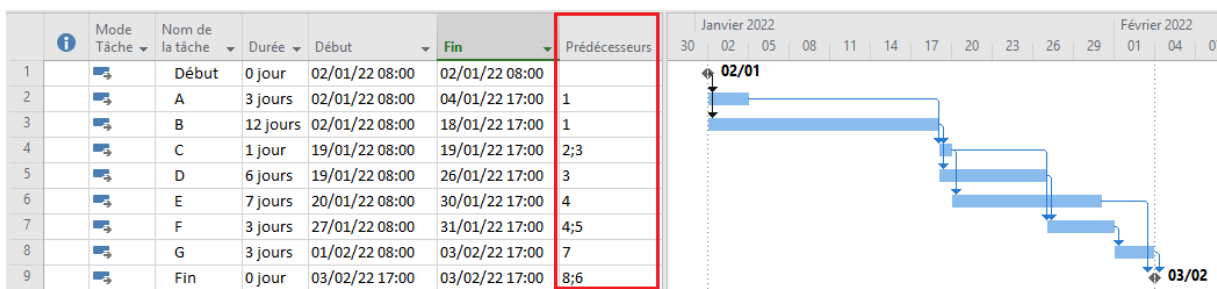 Mode Tâche Nom de la tâche Durée Début Fin Prédécesseurs
Janvier 2022 Février 2022
30 02 05 08 11 14 17 20 23 26 29 01 04 07
1 Début 0 jour 02/01/22 08:00 02/01/22 08:00 02/01
2 A 3 jours 02/01/22 08:00 04/01/22 17:00 1
3 B 12 jours 02/01/22 08:00 18/01/22 17:00 1
4 C 1 jour 19/01/22 08:00 19/01/22 17:00 2;3
5 D 6 jours 19/01/22 08:00 26/01/22 17:00 3
6 E 7 jours 20/01/22 08:00 30/01/22 17:00 4
7 F 3 jours 27/01/22 08:00 31/01/22 17:00 4;5
8 G 3 jours 01/02/22 08:00 03/02/22 17:00 7
9 Fin 0 jour 03/02/22 17:00 03/02/22 17:00 8;6 03/02